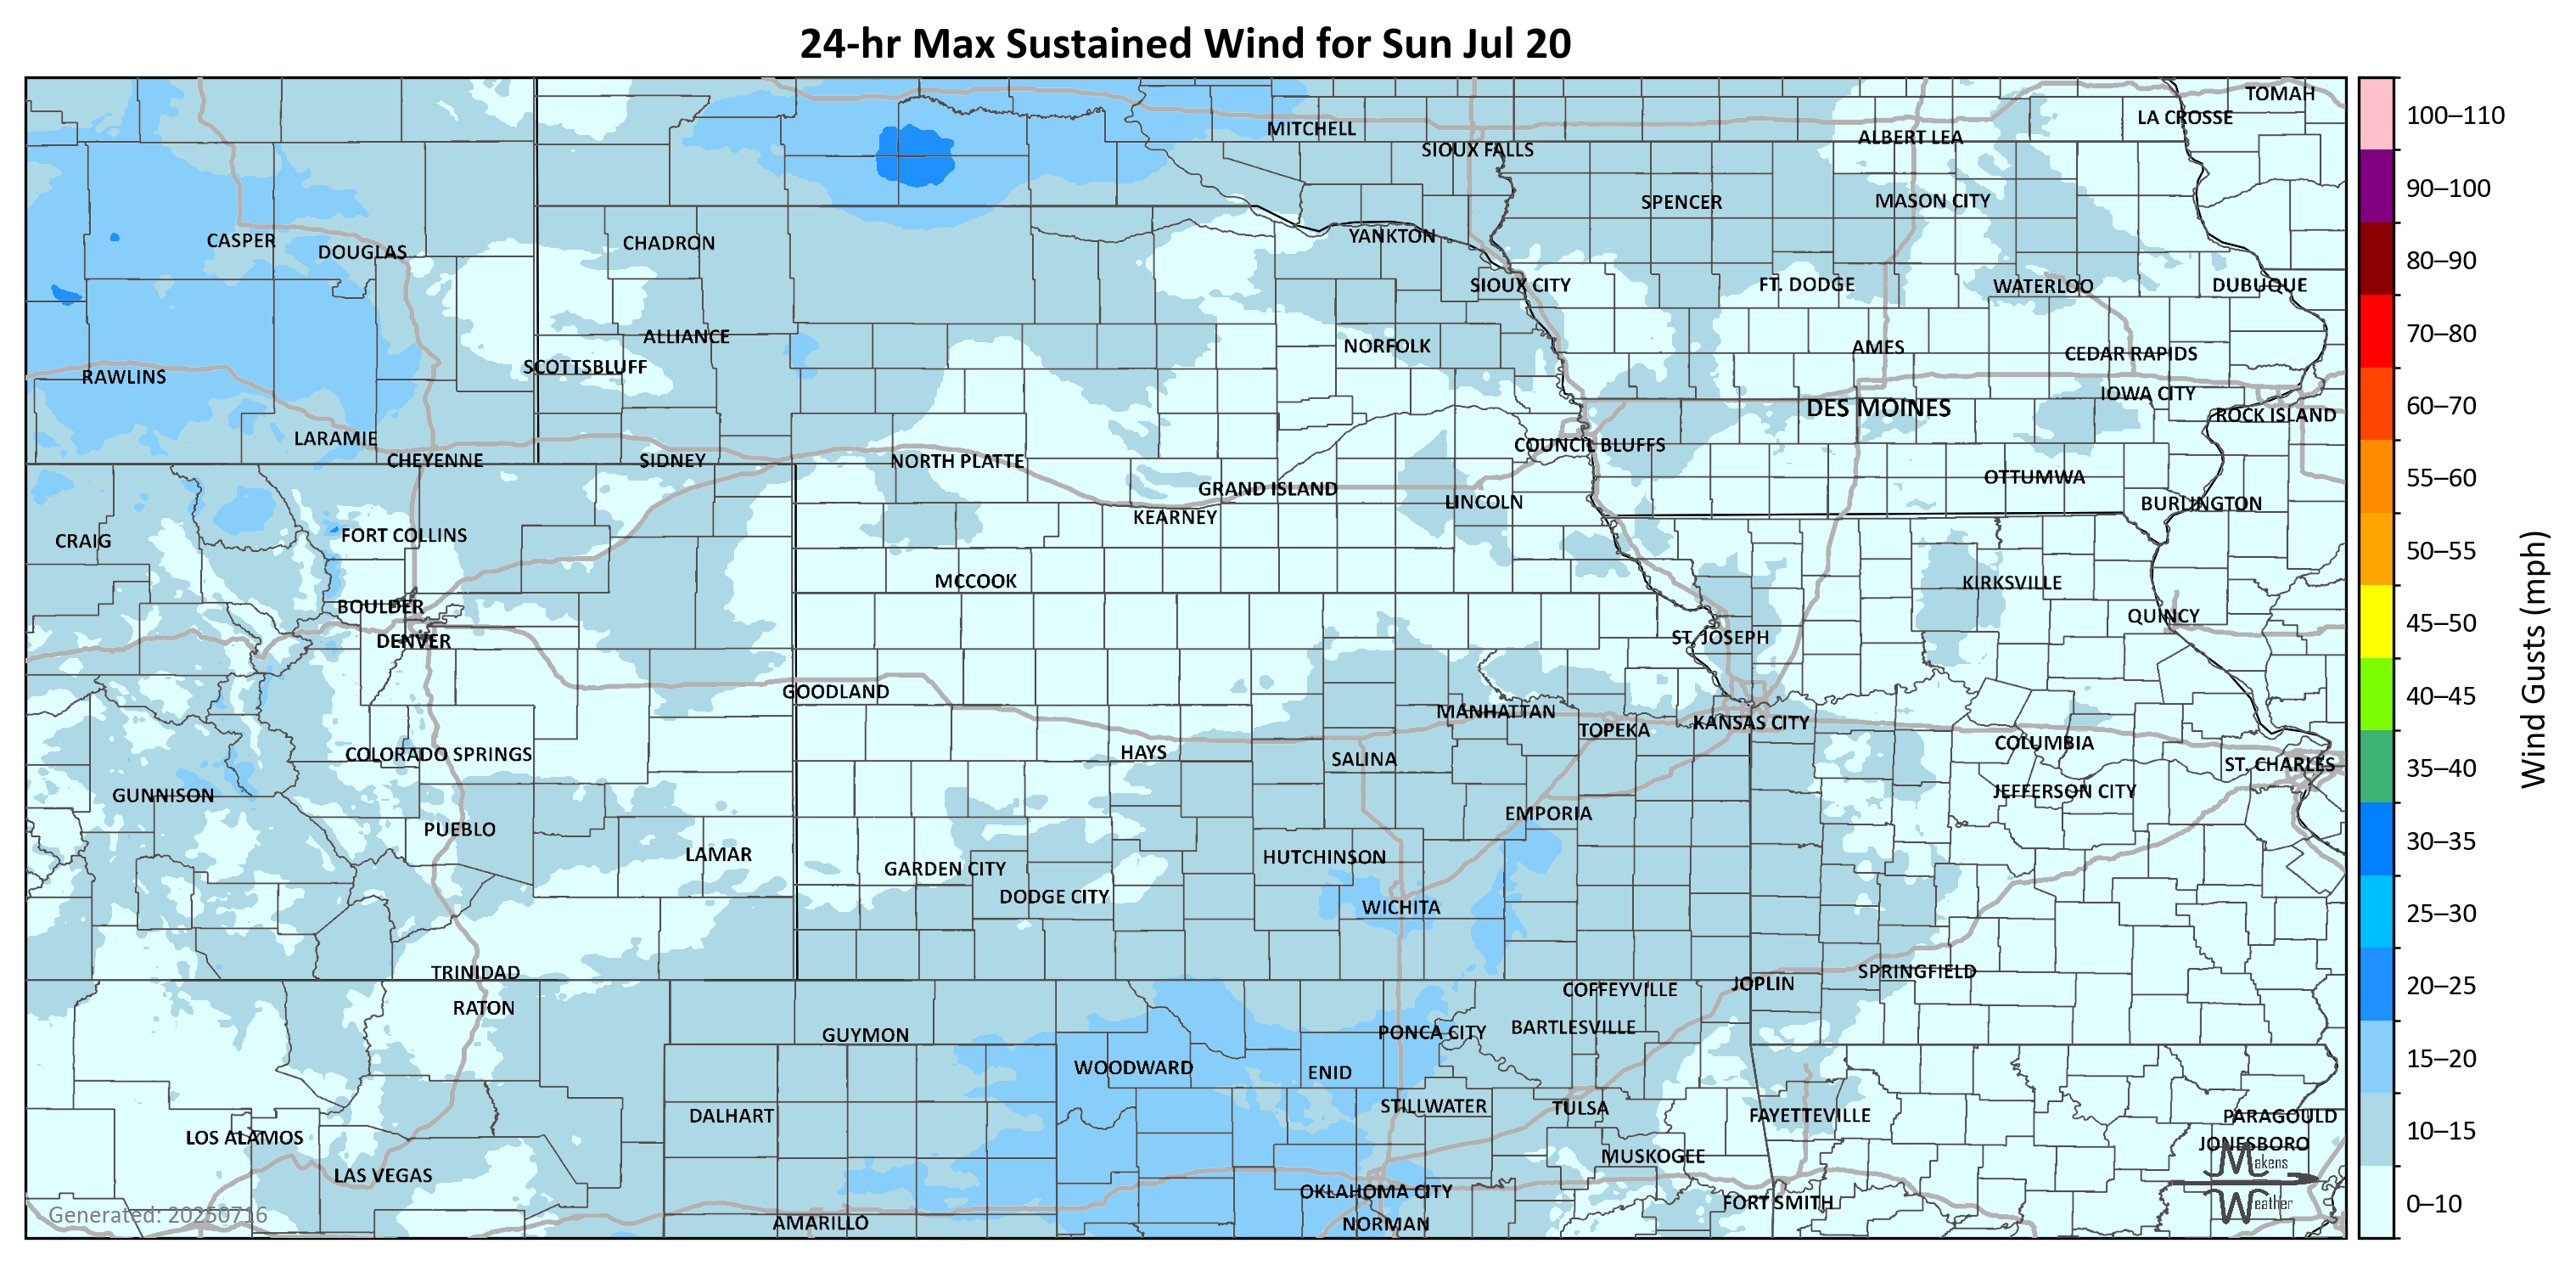 24-hr Max Sustained Wind for Sun Jul 20
TOMAH
LA CROSSE
MITCHELL
ALBERT LEA
SIOUX FALLS
SPENCER
MASON CITY
CASPER
DOUGLAS
CHADRON
YANKTON
SIOUX CITY
FT. DODGE
WATERLOO
DUBUQUE
ALLIANCE
NORFOLK
AMES
CEDAR RAPIDS
SCOTTSBLUFF
RAWLINS
IOWA CITY
DES MOINES
ROCK ISLAND
LARAMIE
COUNCIL BLUFFS
CHEYENNE
SIDNEY
NORTH PLATTE
OTTUMWA
GRAND ISLAND
LINCOLN
BURLINGTON
KEARNEY
CRAIG
FORT COLLINS
MCCOOK
KIRKSVILLE
BOULDER
QUINCY
DENVER
ST. JOSEPH
GOODLAND
MANHATTAN
TOPEKA
KANSAS CITY
COLORADO SPRINGS
HAYS
SALINA
COLUMBIA
ST. CHARLES
GUNNISON
JEFFERSON CITY
EMPORIA
PUEBLO
LAMAR
HUTCHINSON
GARDEN CITY
DODGE CITY
WICHITA
TRINIDAD
SPRINGFIELD
JOPLIN
COFFEYVILLE
RATON
GUYMON
PONCA CITY
BARTLESVILLE
WOODWARD
ENID
STILLWATER
TULSA
DALHART
FAYETTEVILLE
PARAGOULD
LOS ALAMOS
JONESBORO
MUSKOGEE
LAS VEGAS
OKLAHOMA CITY
FORT SMITH
AMARILLO
NORMAN
Generated: 20250716
Makens
Weather
100–110
90–100
80–90
70–80
60–70
55–60
50–55
45–50
40–45
35–40
30–35
25–30
20–25
15–20
10–15
0–10
Wind Gusts (mph)